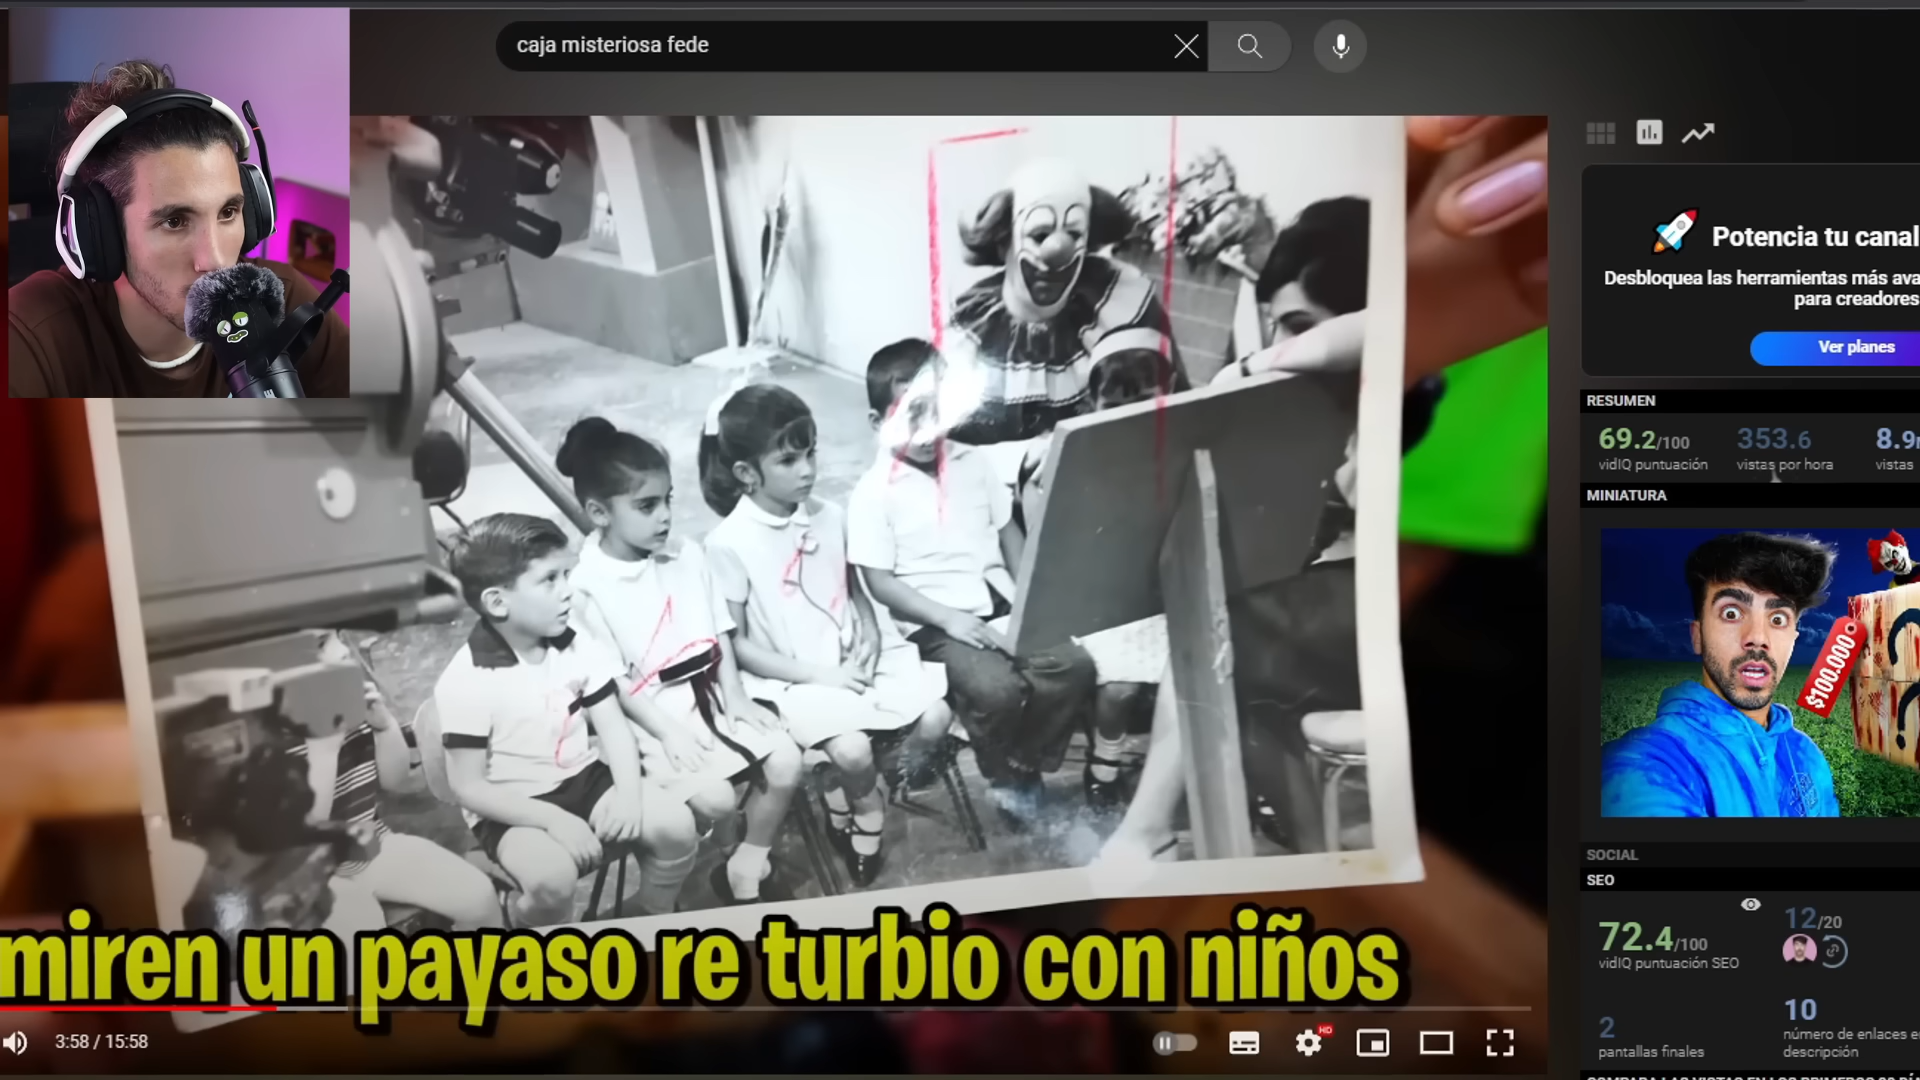 caja misteriosa fede
Potencia tu canal
Desbloquea las herramientas más
para creadores
Ver planes
RESUMEN
69.2/100
353.6
8.9
vidIQ puntuación
vistas por hora
vistas
MINIATURA
$100.000
SOCIAL
SEO
72.4/100
12/20
vidIQ puntuación SEO
2
10
pantallas finales
número de enlaces
descripción
miren un payaso re turbio con niños
3:58 / 15:58
HD